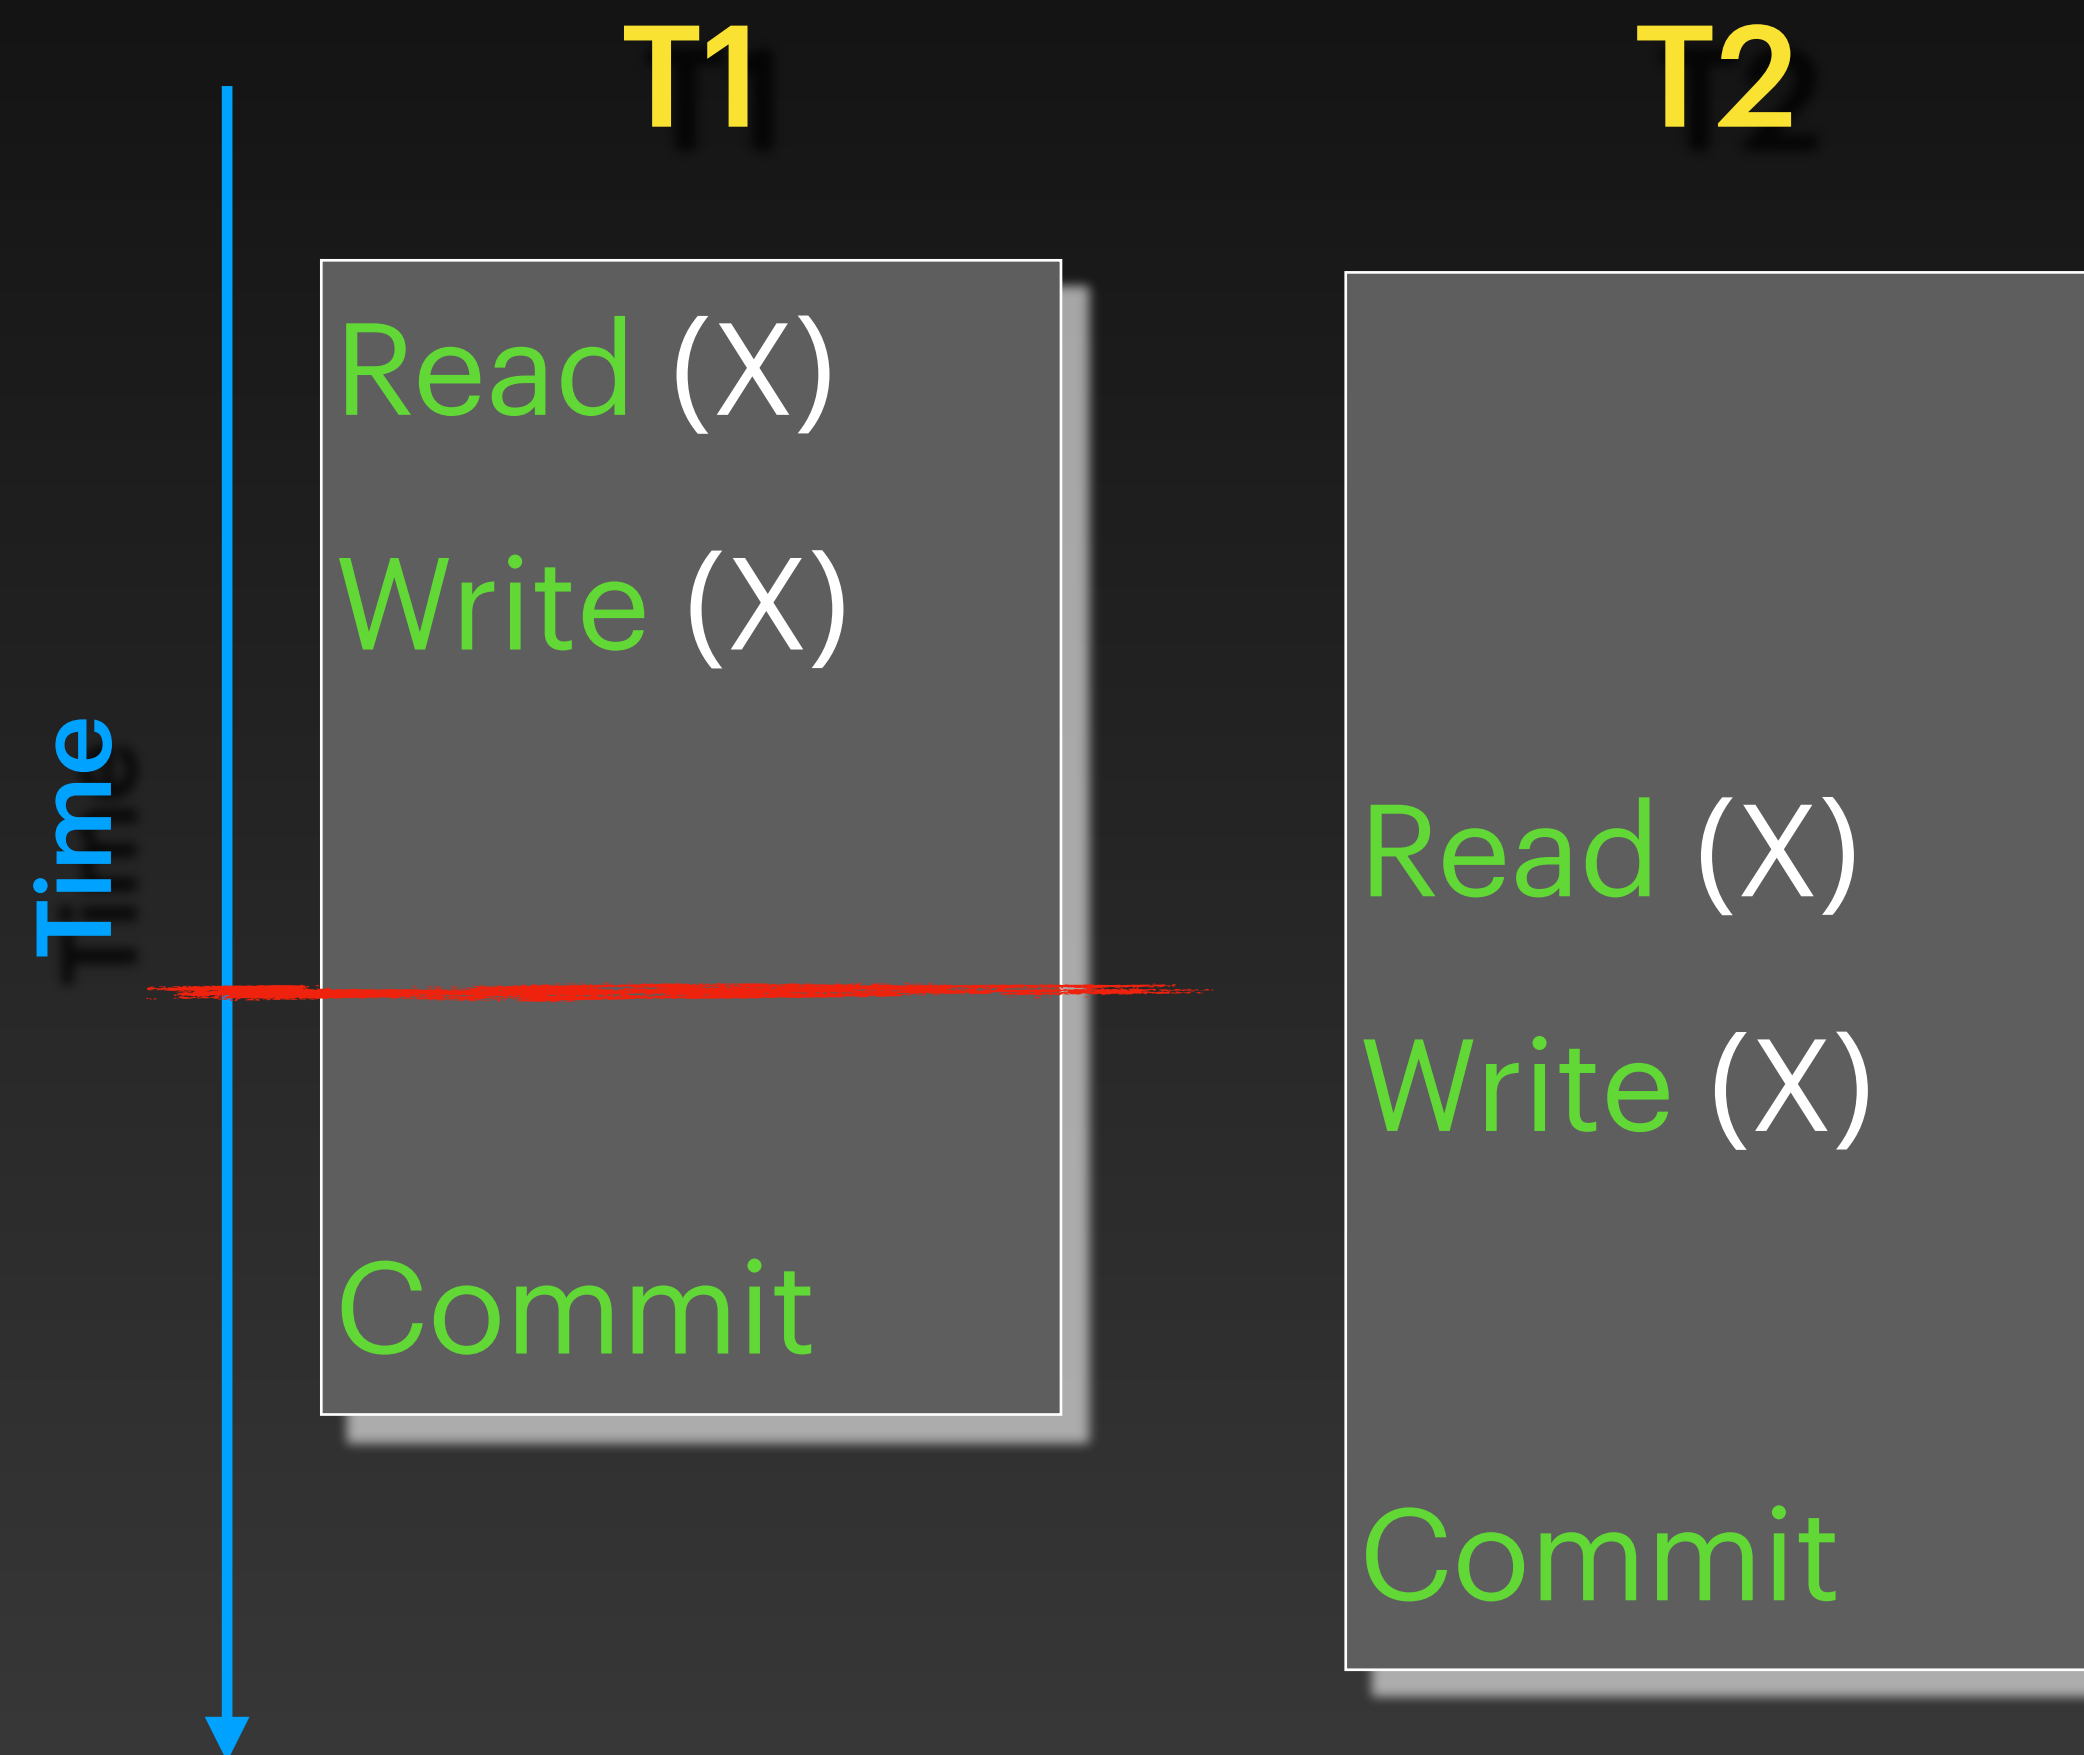 T1
T2
Time
Read (X)
Write (X)
Commit
Read (X)
Write (X)
Commit